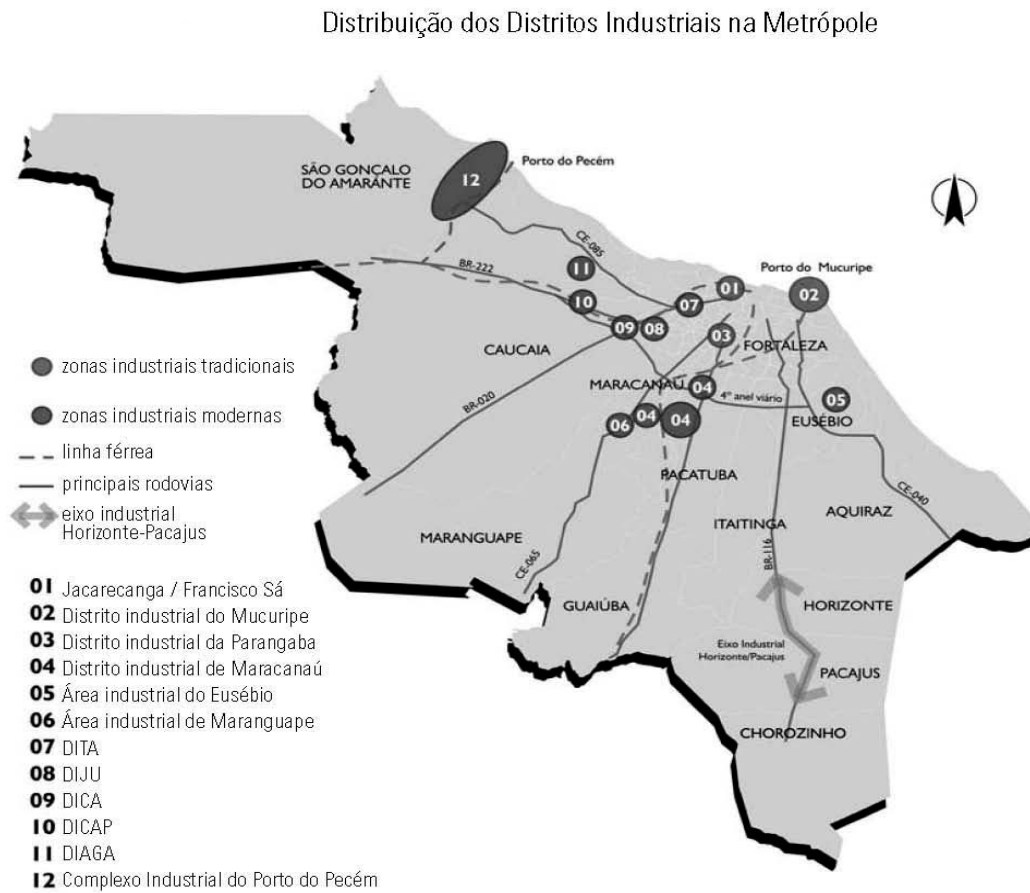 Distribuição dos Distritos Industriais na Metrópole
Porto do Pecém
SÃO GONÇALO
DO AMARANTE
12
CE-085
BR-222
11
Porto do Mucuripe
01
02
10
07
09
08
03
FORTALEZA
CAUCAIA
MARACANAÚ
04
4º anel viário
05
BR-020
06
04
04
EUSÉBIO
PACATUBA
CE-040
AQUIRAZ
ITAITINGA
MARANGUAPE
BR-116
CE-065
GUAIÚBA
HORIZONTE
Eixo Industrial
Horizonte/Pacajus
PACAJUS
CHOROZINHO
zonas industriais tradicionais
zonas industriais modernas
linha férrea
principais rodovias
eixo industrial
Horizonte-Pacajus
01 Jacarecanga / Francisco Sá
02 Distrito industrial do Mucuripe
03 Distrito industrial da Parangaba
04 Distrito industrial de Maracanaú
05 Área industrial do Eusébio
06 Área industrial de Maranguape
07 DITA
08 DIJU
09 DICA
10 DICAP
11 DIAGA
12 Complexo Industrial do Porto do Pecém